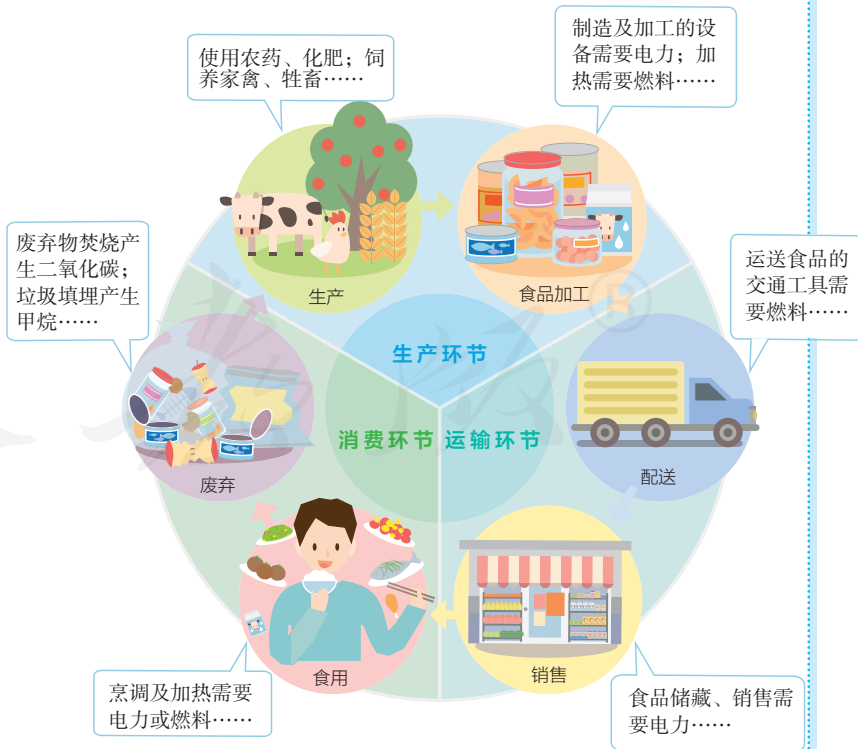 使用农药、化肥；饲
养家禽、牲畜……
制造及加工的设
备需要电力；加
热需要燃料……
生产
食品加工
废弃物焚烧产
生二氧化碳；
垃圾填埋产生
甲烷……
运送食品的
交通工具需
要燃料……
生产环节
消费环节
运输环节
废弃
配送
食用
销售
烹调及加热需要
电力或燃料……
食品储藏、销售需
要电力……